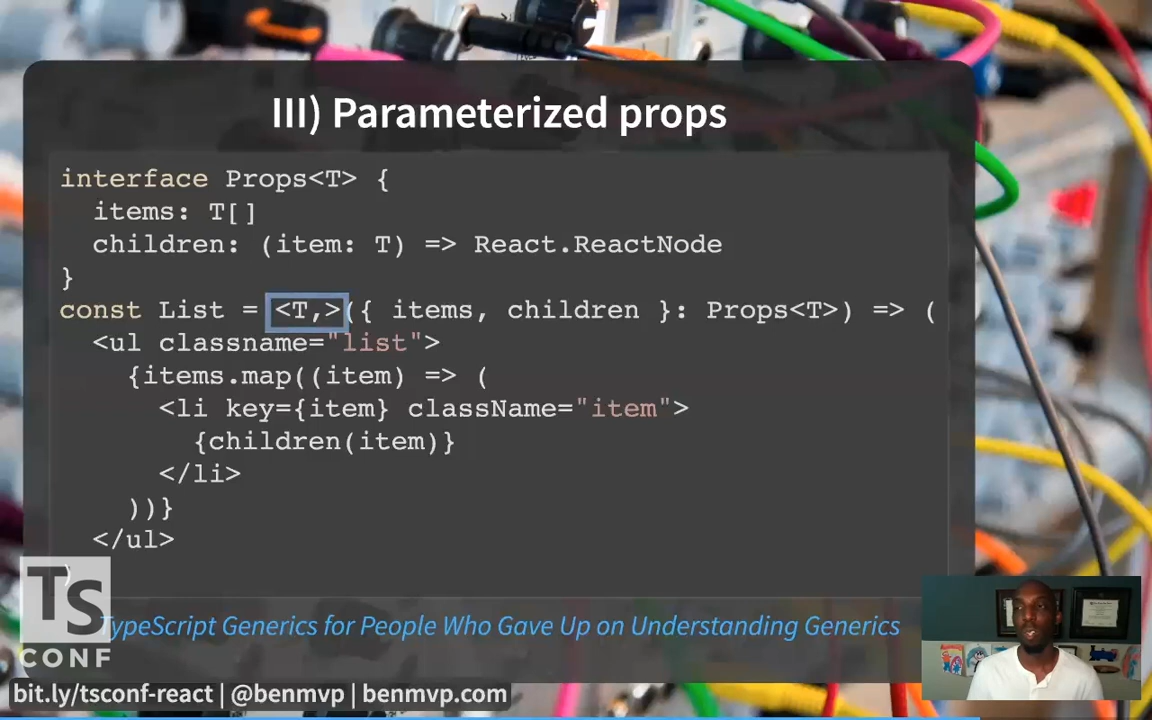 III) Parameterized props
interface Props<T> {
  items: T[]
  children: (item: T) => React.ReactNode
}
const List = <T,>({ items, children }: Props<T>) => (
  <ul classname="list">
    {items.map((item) => (
      <li key={item} className="item">
        {children(item)}
      </li>
    ))}
  </ul>
)
TypeScript Generics for People Who Gave Up on Understanding Generics
TS
CONF
bit.ly/tsconf-react | @benmvp | benmvp.com